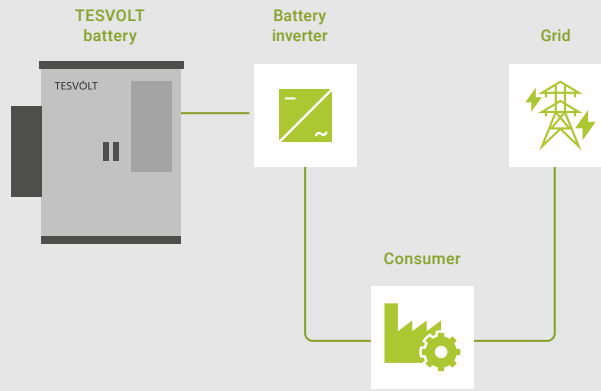 TESVOLT
battery
Battery
inverter
Grid
TESVOLT
Consumer